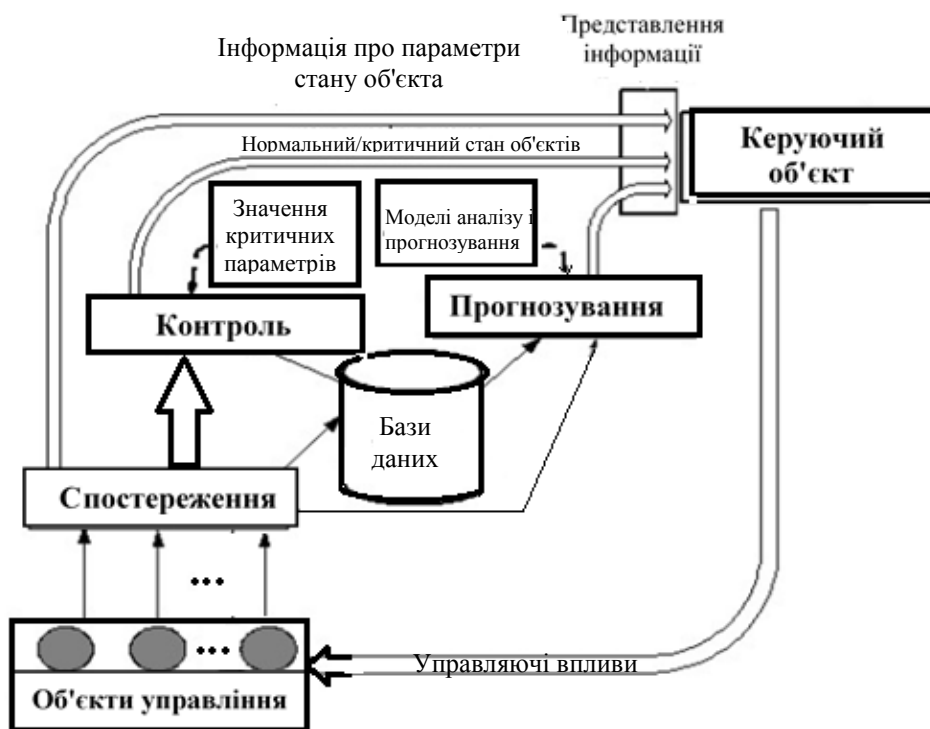 Представлення
інформації
Інформація про параметри
стану об'єкта
Керуючий
об'єкт
Нормальний/критичний стан об'єктів
Значення
критичних
параметрів
Моделі аналізу і
прогнозування
Контроль
Прогнозування
Бази
даних
Спостереження
...
...
Управляючі впливи
Об'єкти управління